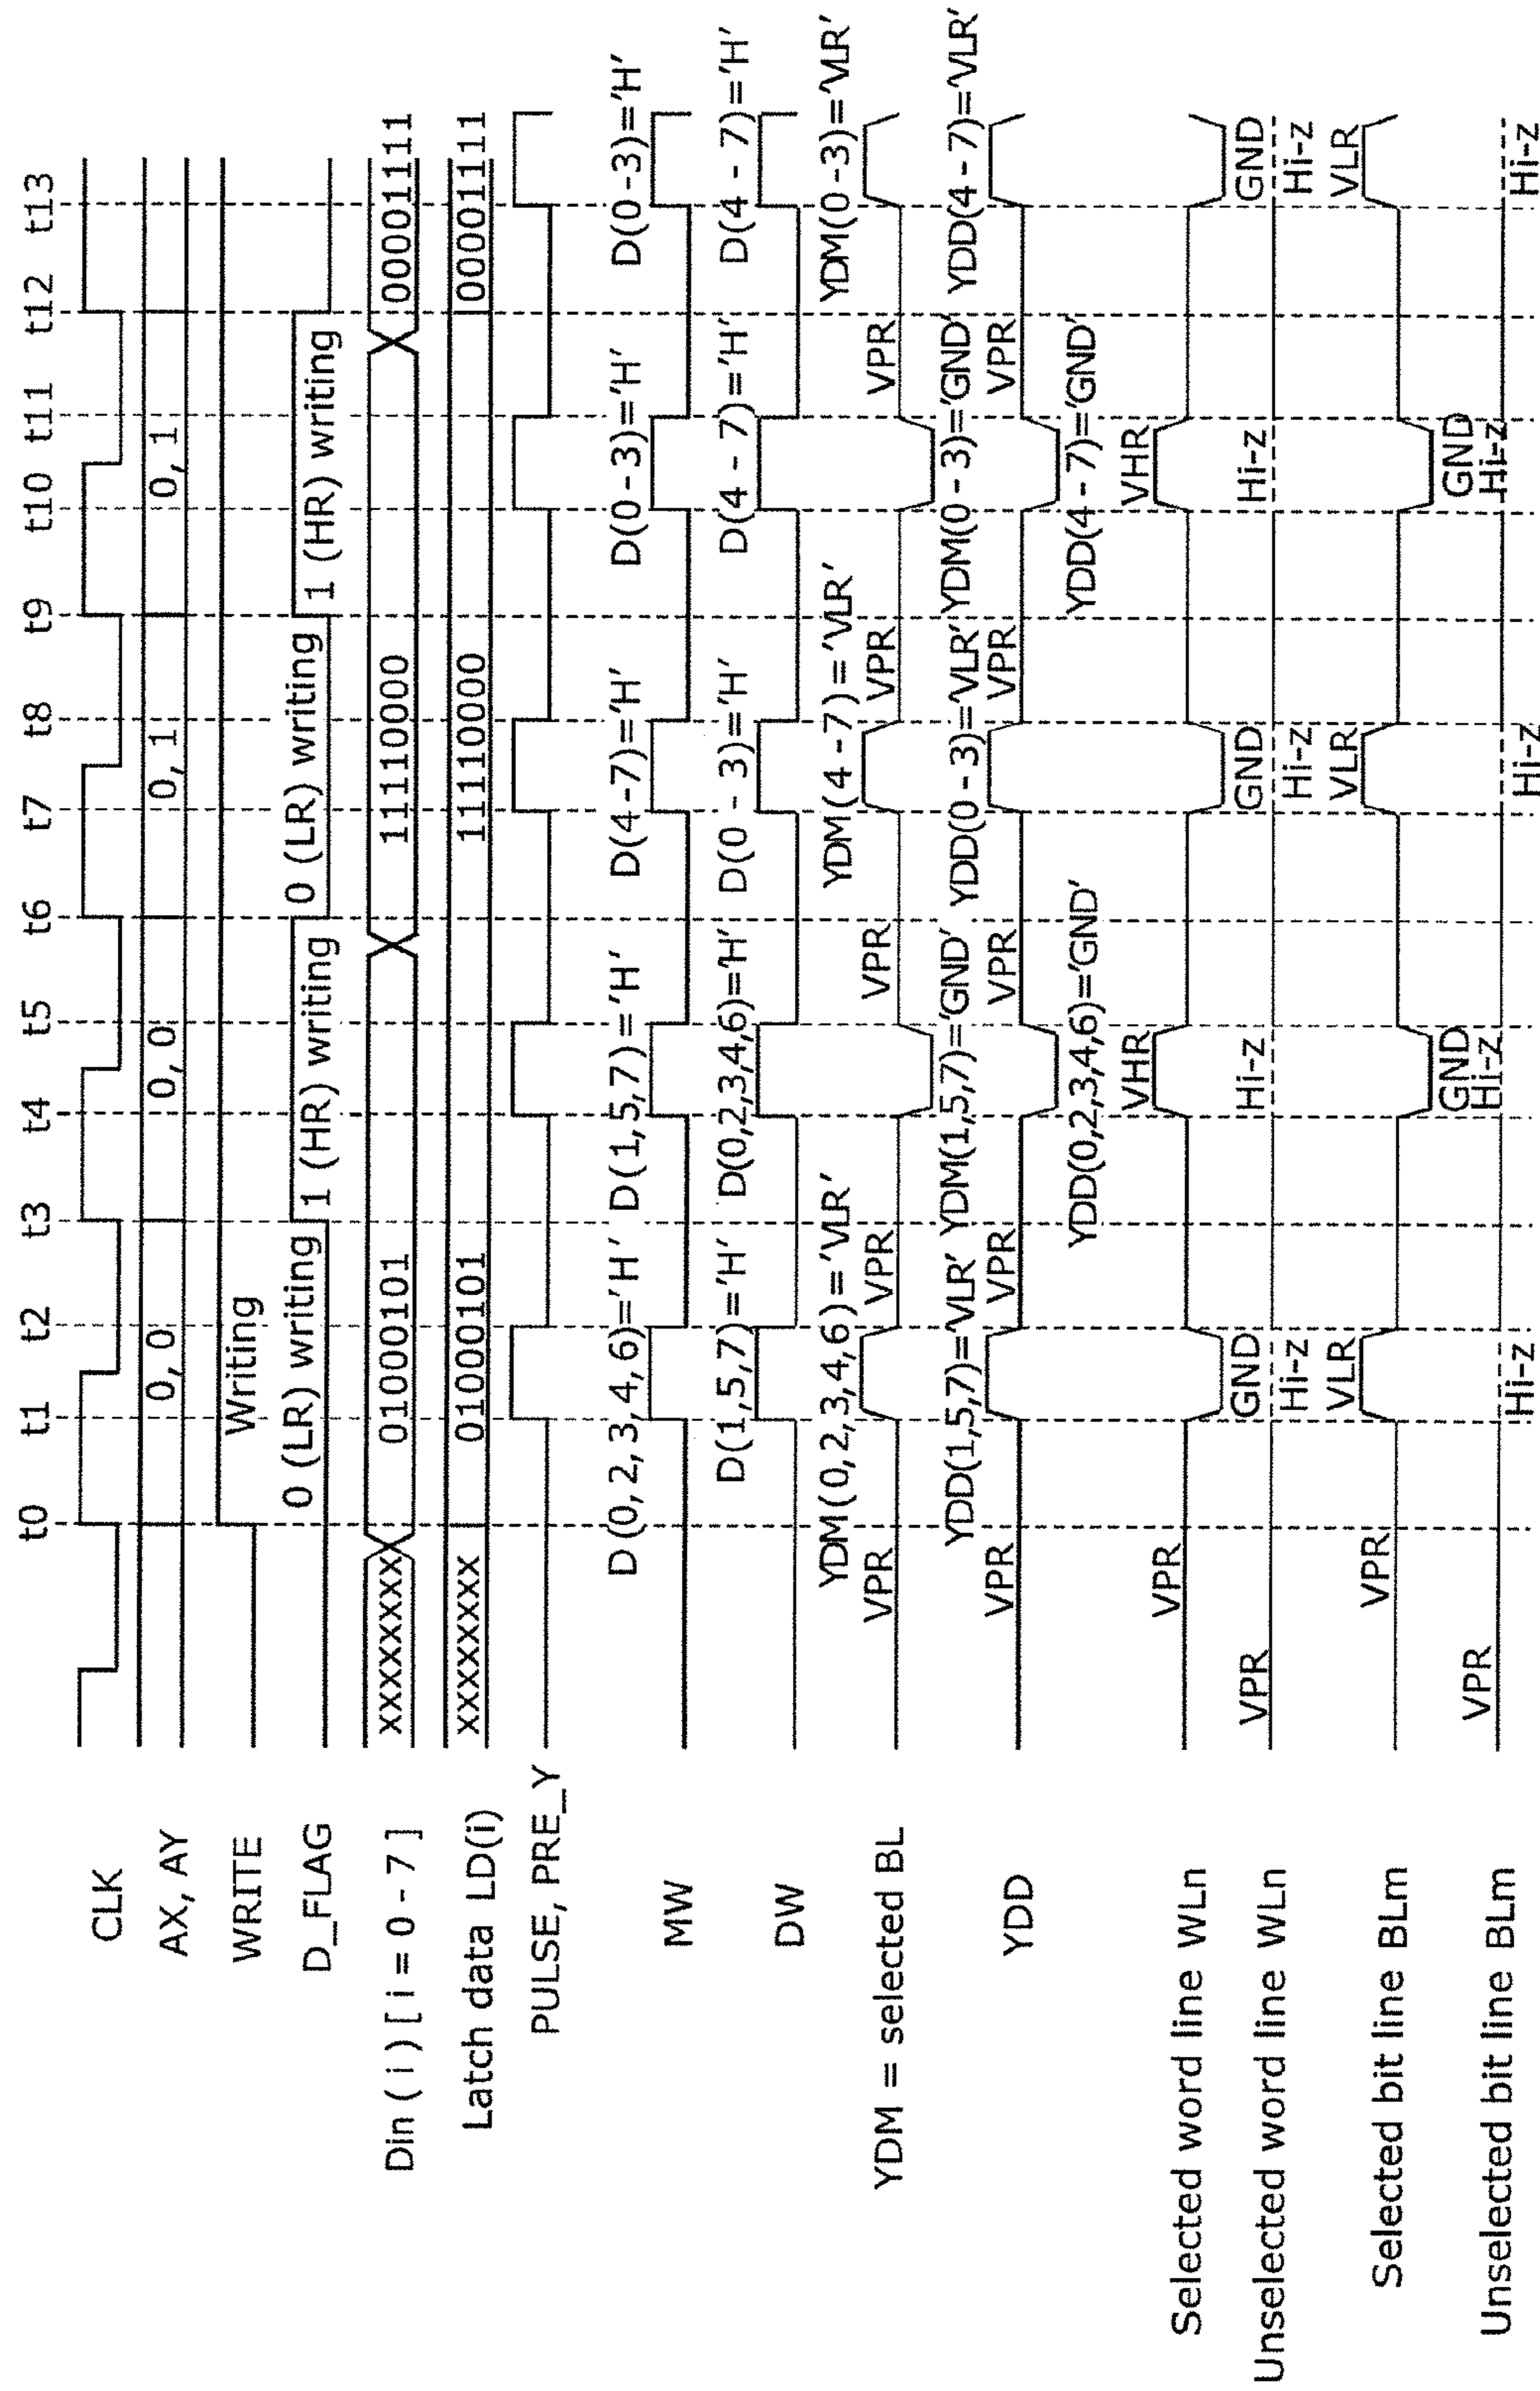 t0 t1 t2 t3 t4 t5 t6 t7 t8 t9 t10 t11 t12 t13
CLK
AX, AY 0, 0 0, 0 0, 1 0, 1
WRITE Writing
D_FLAG 0 (LR) writing 1 (HR) writing 0 (LR) writing 1 (HR) writing
Din ( i ) [ i = 0 - 7 ] xxxxxxxx 01000101 11110000 00001111
Latch data LD(i) xxxxxxxx 01000101 11110000 00001111
PULSE, PRE_Y
D(0, 2, 3, 4, 6)='H' D(1,5,7)='H' D(4-7)='H' D(0-3)='H' D(0-3)='H'
MW
D(1,5,7)='H' D(0,2,3,4,6)='H' D(0 - 3)='H' D(4 - 7)='H' D(4 - 7)='H'
DW
YDM(0,2,3,4,6)='VLR' YDM(4 -7)='VLR' YDM(0-3)='VLR'
YDM = selected BL VPR VPR VPR VPR VPR
YDM(1,5,7)='GND' YDM(0-3)='GND'
YDD(1,5,7)='VLR' YDD(0-3)='VLR' YDD(4-7)='VLR'
YDD VPR VPR VPR VPR VPR
YDD(0,2,3,4,6)='GND' YDD(4-7)='GND'
Selected word line WLn VPR GND VHR GND VHR GND
Unselected word line WLn VPR Hi-z Hi-z Hi-z Hi-z Hi-z
Selected bit line BLm VPR VLR GND VLR GND VLR
Unselected bit line BLm VPR Hi-z Hi-z Hi-z Hi-z Hi-z